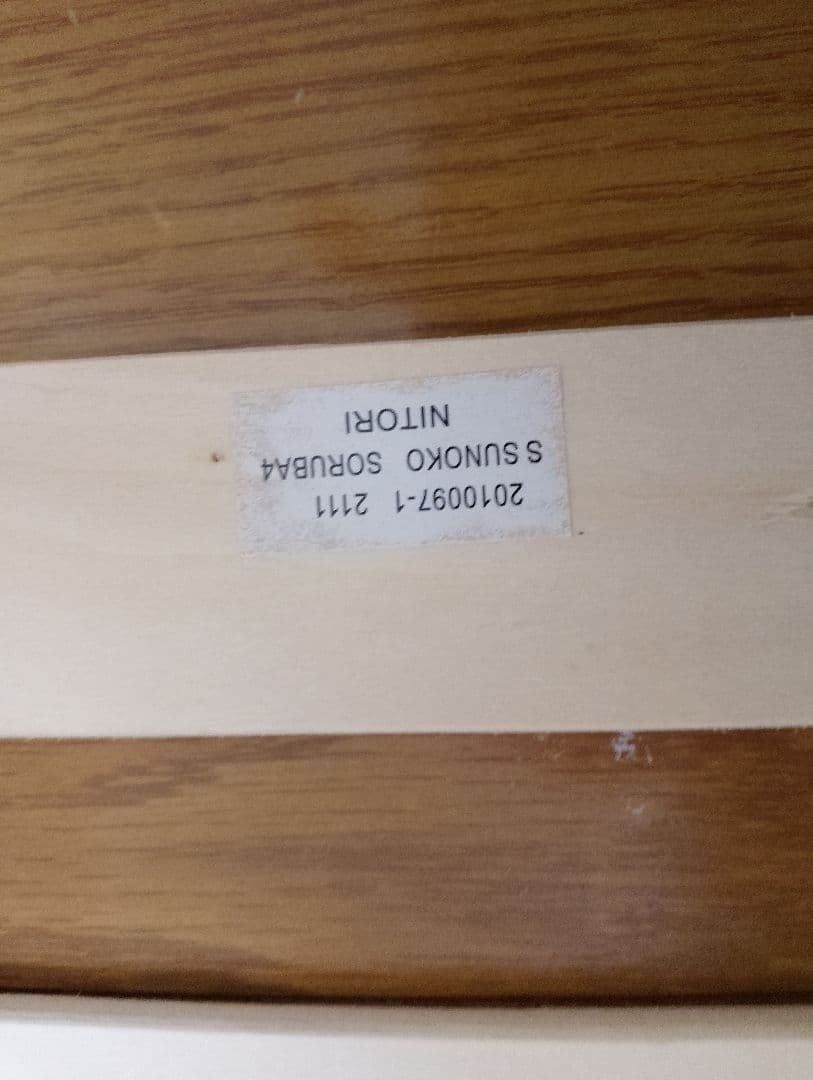 2010097-1 2111
S SUNOKO SORUBA4
NITORI